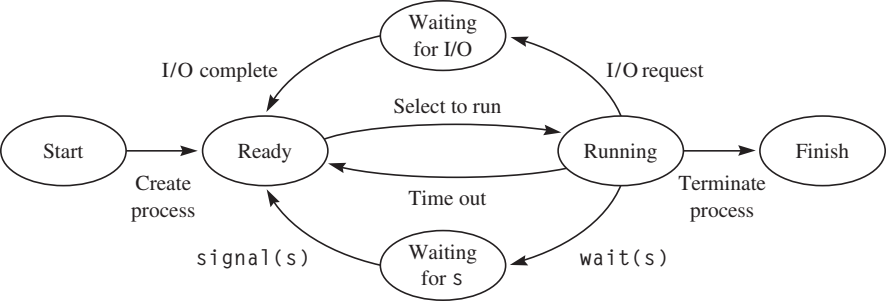 Waiting
for I/O
I/O complete
I/O request
Select to run
Start
Ready
Running
Finish
Create
process
Time out
Terminate
process
signal(s)
Waiting
for s
wait(s)